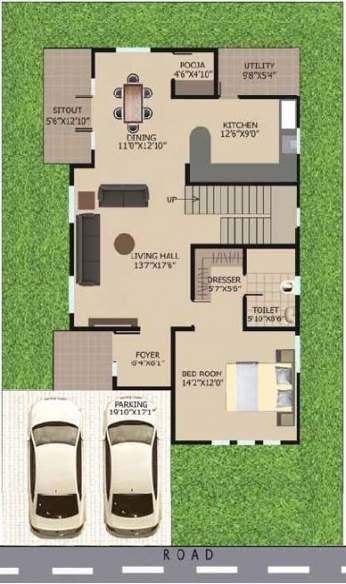 POOJA
4'6"X4'10"
UTILITY
9'8"X5'4"
SITOUT
5'6"X12'10"
KITCHEN
12'6"X9'0"
DINING
11'0"X12'10"
UP
LIVING HALL
13'7"X17'6"
DRESSER
5'7"X5'6"
TOILET
5'10"X8'6"
FOYER
6'4"X6'1"
BED ROOM
14'2"X12'0"
PARKING
19'10"X17'1"
ROAD